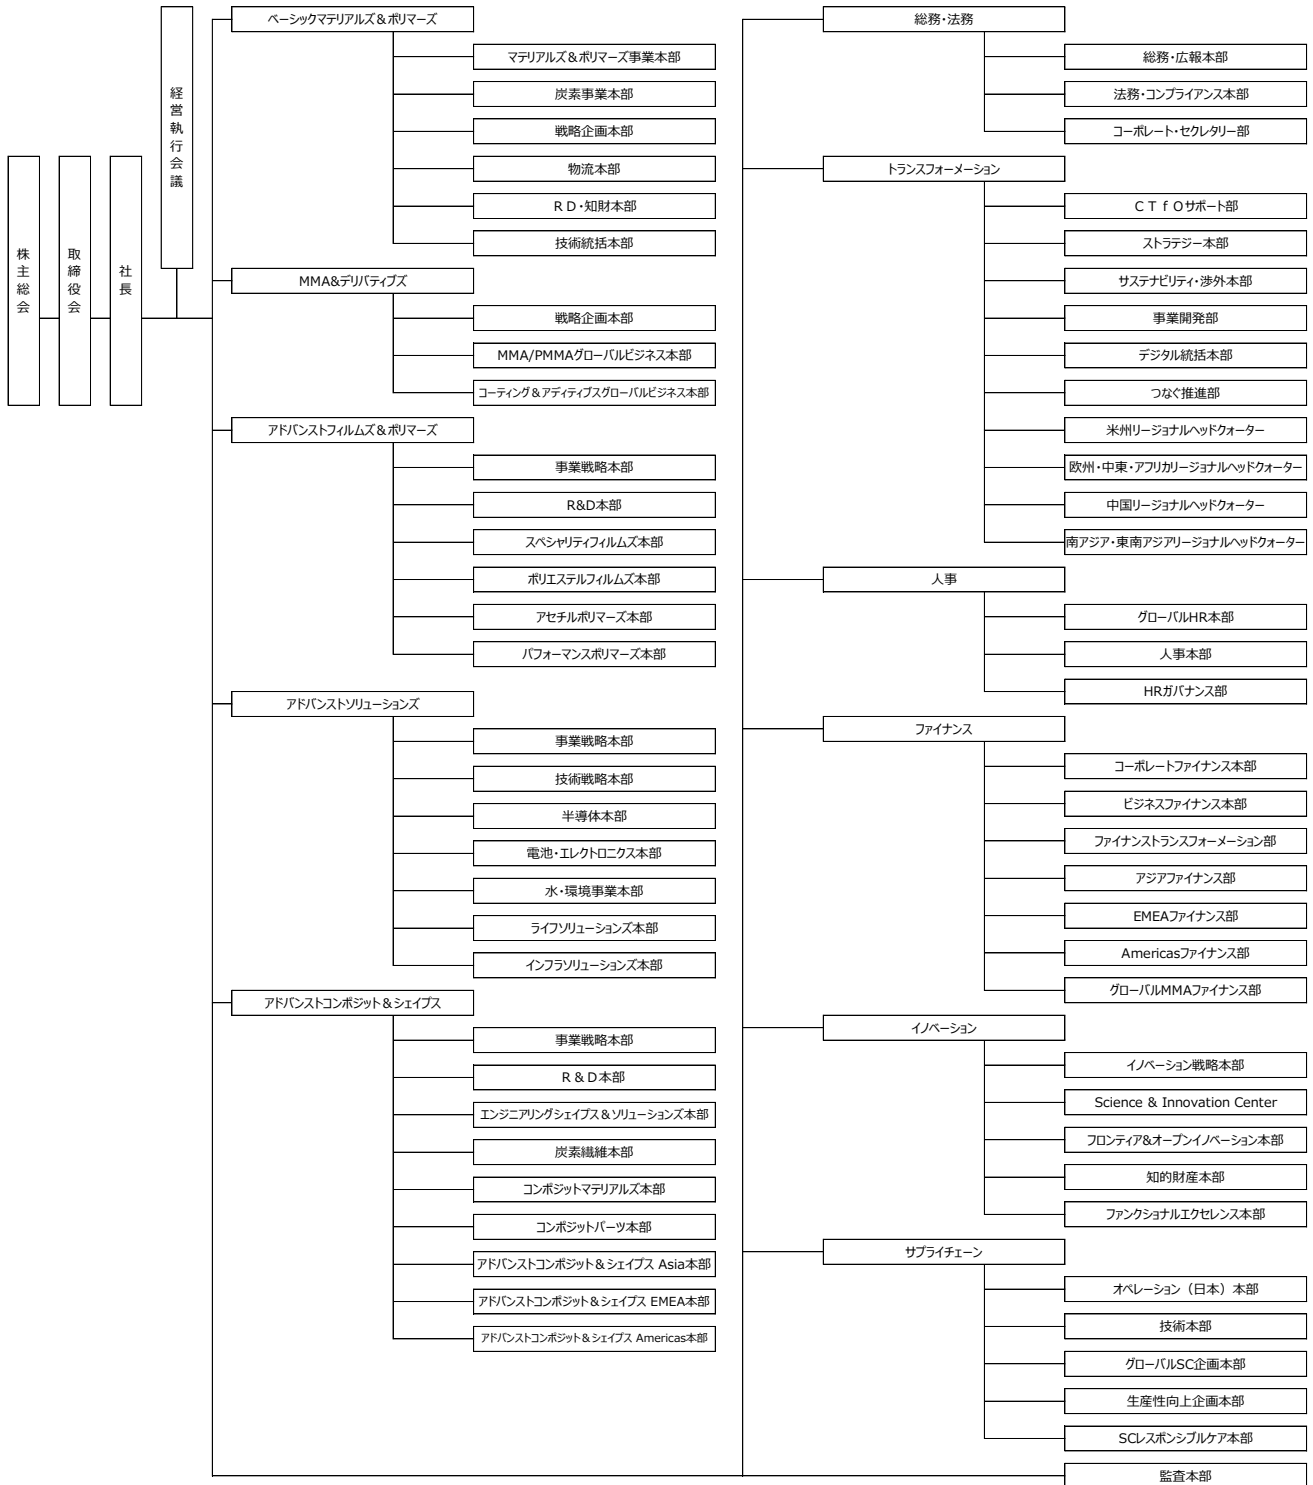 株主総会
取締役会
社長
経営執行会議
ベーシックマテリアルズ&ポリマーズ
マテリアルズ&ポリマーズ事業本部
炭素事業本部
戦略企画本部
物流本部
RD・知財本部
技術統括本部
MMA&デリバティブズ
戦略企画本部
MMA/PMMAグローバルビジネス本部
コーティング&アディティブスグローバルビジネス本部
アドバンストフィルムズ&ポリマーズ
事業戦略本部
R&D本部
スペシャリティフィルムズ本部
ポリエステルフィルムズ本部
アセチルポリマーズ本部
パフォーマンスポリマーズ本部
アドバンストソリューションズ
事業戦略本部
技術戦略本部
半導体本部
電池・エレクトロニクス本部
水・環境事業本部
ライフソリューションズ本部
インフラソリューションズ本部
アドバンストコンポジット&シェイプス
事業戦略本部
R&D本部
エンジニアリングシェイプス&ソリューションズ本部
炭素繊維本部
コンポジットマテリアルズ本部
コンポジットパーツ本部
アドバンストコンポジット&シェイプス Asia本部
アドバンストコンポジット&シェイプス EMEA本部
アドバンストコンポジット&シェイプス Americas本部
総務・法務
総務・広報本部
法務・コンプライアンス本部
コーポレート・セクレタリー部
トランスフォーメーション
CTfOサポート部
ストラテジー本部
サステナビリティ・渉外本部
事業開発部
デジタル統括本部
つなぐ推進部
米州リージョナルヘッドクォーター
欧州・中東・アフリカリージョナルヘッドクォーター
中国リージョナルヘッドクォーター
南アジア・東南アジアリージョナルヘッドクォーター
人事
グローバルHR本部
人事本部
HRガバナンス部
ファイナンス
コーポレートファイナンス本部
ビジネスファイナンス本部
ファイナンストランスフォーメーション部
アジアファイナンス部
EMEAファイナンス部
Americasファイナンス部
グローバルMMAファイナンス部
イノベーション
イノベーション戦略本部
Science & Innovation Center
フロンティア&オープンイノベーション本部
知的財産本部
ファンクショナルエクセレンス本部
サプライチェーン
オペレーション（日本）本部
技術本部
グローバルSC企画本部
生産性向上企画本部
SCレスポンシブルケア本部
監査本部